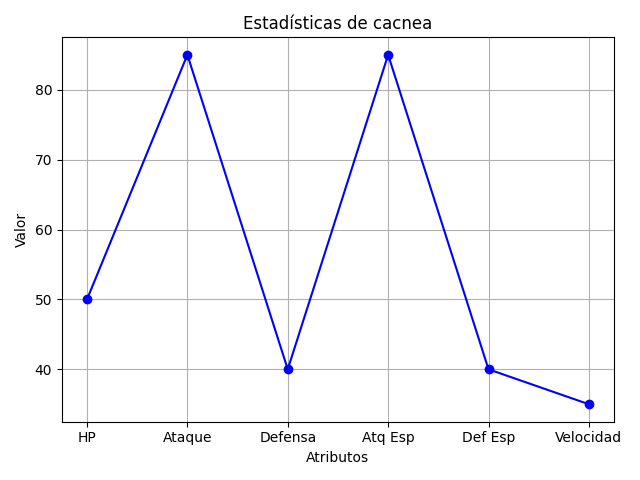 Estadísticas de cacnea
Valor
80
70
60
50
40
HP Ataque Defensa Atq Esp Def Esp Velocidad
Atributos